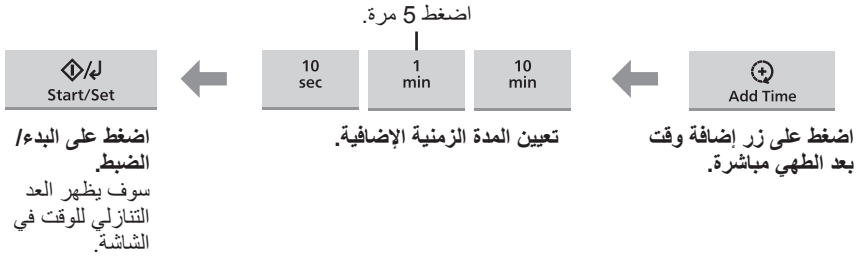 اضغط 5 مرة.
Add Time
اضغط على زر إضافة وقت
بعد الطهي مباشرة.
10
min
1
min
10
sec
تعيين المدة الزمنية الإضافية.
Start/Set
اضغط على البدء/
الضبط.
سوف يظهر العد
التنازلي للوقت في
الشاشة.